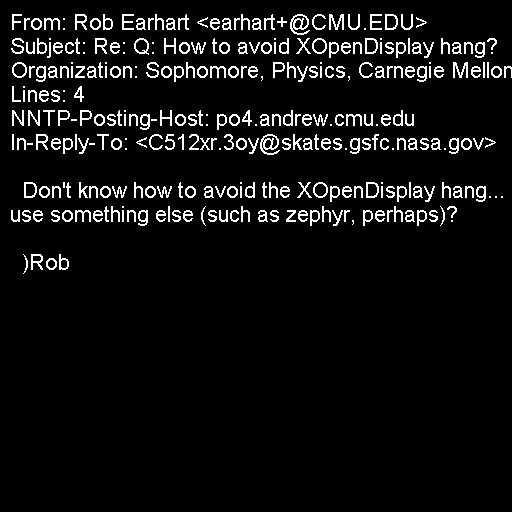 From: Rob Earhart <earhart+@CMU.EDU>
Subject: Re: Q: How to avoid XOpenDisplay hang?
Organization: Sophomore, Physics, Carnegie Mellon
Lines: 4
NNTP-Posting-Host: po4.andrew.cmu.edu
In-Reply-To: <C512xr.3oy@skates.gsfc.nasa.gov>
Don't know how to avoid the XOpenDisplay hang...
use something else (such as zephyr, perhaps)?
)Rob